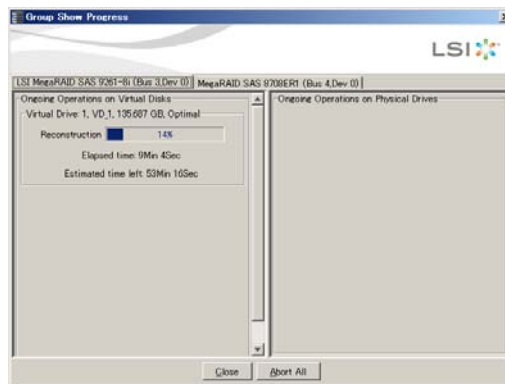 Group Show Progress
LSI
LSI MegaRAID SAS 9261-8i (Bus 3,Dev 0)
MegaRAID SAS 8708ER1 (Bus 4,Dev 0)
Ongoing Operations on Virtual Disks
Ongoing Operations on Physical Drives
Virtual Drive: 1, VD_1, 135.687 GB, Optimal
Reconstruction
14%
Elapsed time: 9Min 4Sec
Estimated time left: 53Min 16Sec
Close
Abort All